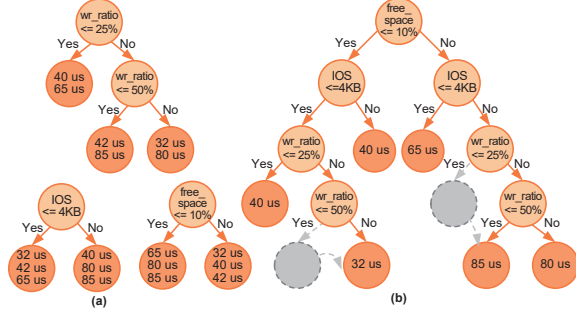 wr_ratio
<= 25%
Yes
No
40 us
65 us
wr_ratio
<= 50%
Yes
No
42 us
85 us
32 us
80 us
IOS
<= 4KB
Yes
No
32 us
42 us
65 us
40 us
80 us
85 us
free_
space
<= 10%
Yes
No
65 us
80 us
85 us
32 us
40 us
42 us
(a)
free_
space
<= 10%
Yes
No
IOS
<=4KB
Yes
No
wr_ratio
<= 25%
40 us
Yes
No
40 us
wr_ratio
<= 50%
Yes
No
32 us
IOS
<= 4KB
Yes
No
65 us
wr_ratio
<= 25%
Yes
No
wr_ratio
<= 50%
Yes
No
85 us
80 us
(b)